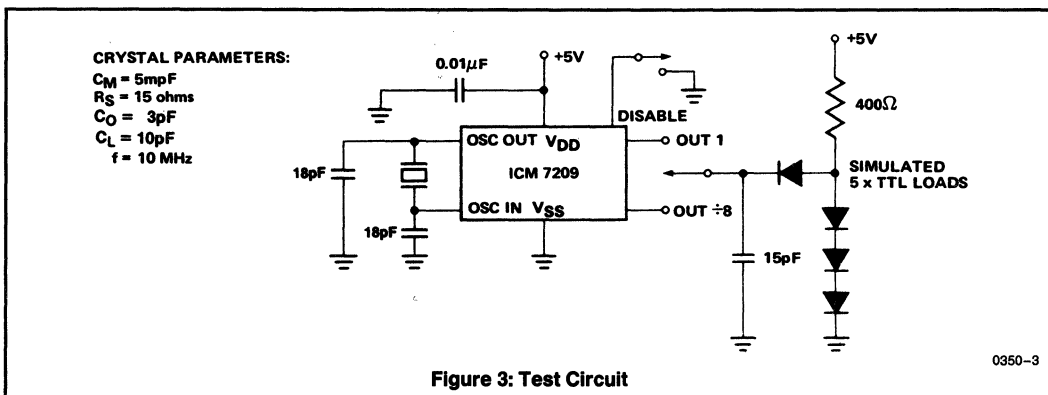 CRYSTAL PARAMETERS:
CM = 5mpF
RS = 15 ohms
CO = 3pF
CL = 10pF
f = 10 MHz
0.01μF
+5V
+5V
400Ω
DISABLE
OSC OUT VDD
OUT 1
ICM 7209
SIMULATED
5 x TTL LOADS
18pF
OSC IN VSS
OUT ÷8
18pF
15pF
0350-3
Figure 3: Test Circuit